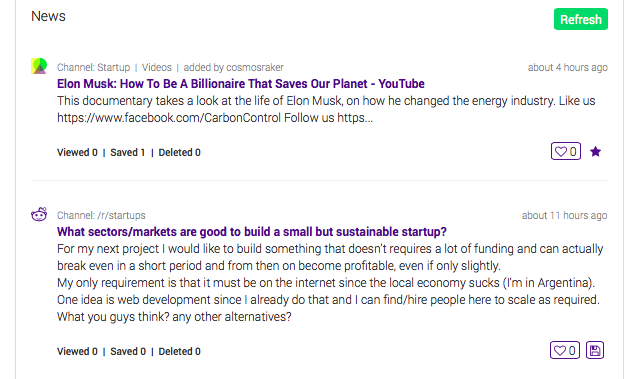 News
Refresh
Channel: Startup | Videos | added by cosmosraker
about 4 hours ago
Elon Musk: How To Be A Billionaire That Saves Our Planet - YouTube
This documentary takes a look at the life of Elon Musk, on how he changed the energy industry. Like us
https://www.facebook.com/CarbonControl Follow us https...
Viewed 0 | Saved 1 | Deleted 0
0
Channel: /r/startups
about 11 hours ago
What sectors/markets are good to build a small but sustainable startup?
For my next project I would like to build something that doesn't requires a lot of funding and can actually
break even in a short period and from then on become profitable, even if only slightly.
My only requirement is that it must be on the internet since the local economy sucks (I'm in Argentina).
One idea is web development since I already do that and I can find/hire people here to scale as required.
What you guys think? any other alternatives?
Viewed 0 | Saved 0 | Deleted 0
0